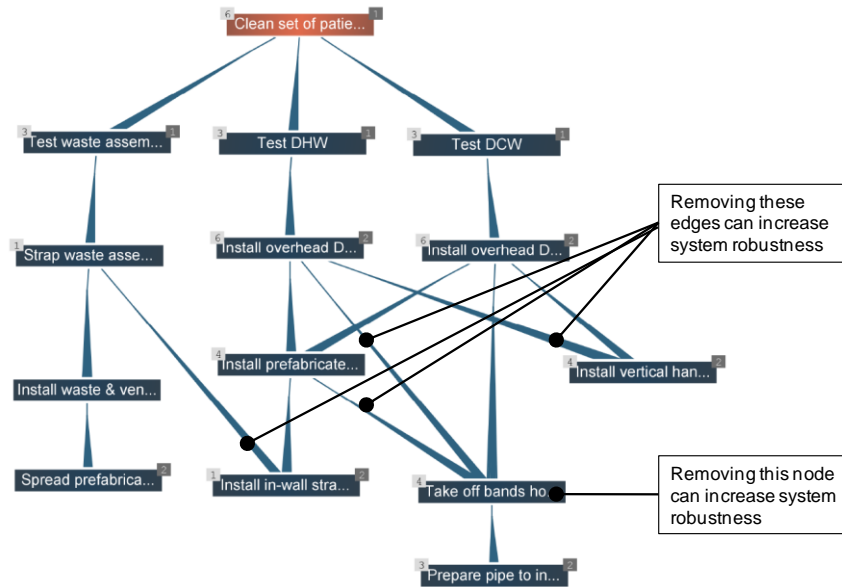 6 1
Clean set of patie...
3 1 3 1 3 1
Test waste assem... Test DHW Test DCW
1 6 2 6 2
Strap waste asse... Install overhead D... Install overhead D...
Removing these
edges can increase
system robustness
4 4 2
Install waste & ven... Install prefabricate... Install vertical han...
2 1 2 4
Spread prefabrica... Install in-wall stra... Take off bands ho...
Removing this node
can increase system
robustness
3 2
Prepare pipe to in...